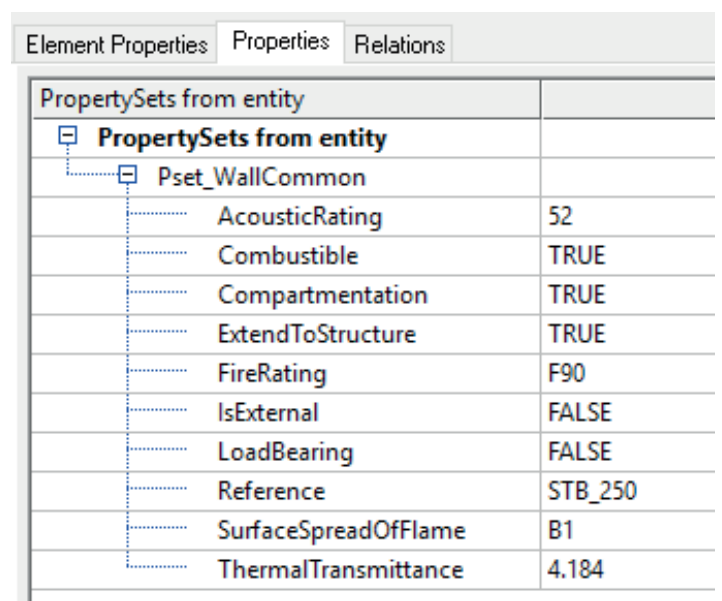 Element Properties Properties Relations
PropertySets from entity
PropertySets from entity
Pset_WallCommon
AcousticRating 52
Combustible TRUE
Compartmentation TRUE
ExtendToStructure TRUE
FireRating F90
IsExternal FALSE
LoadBearing FALSE
Reference STB_250
SurfaceSpreadOfFlame B1
ThermalTransmittance 4.184